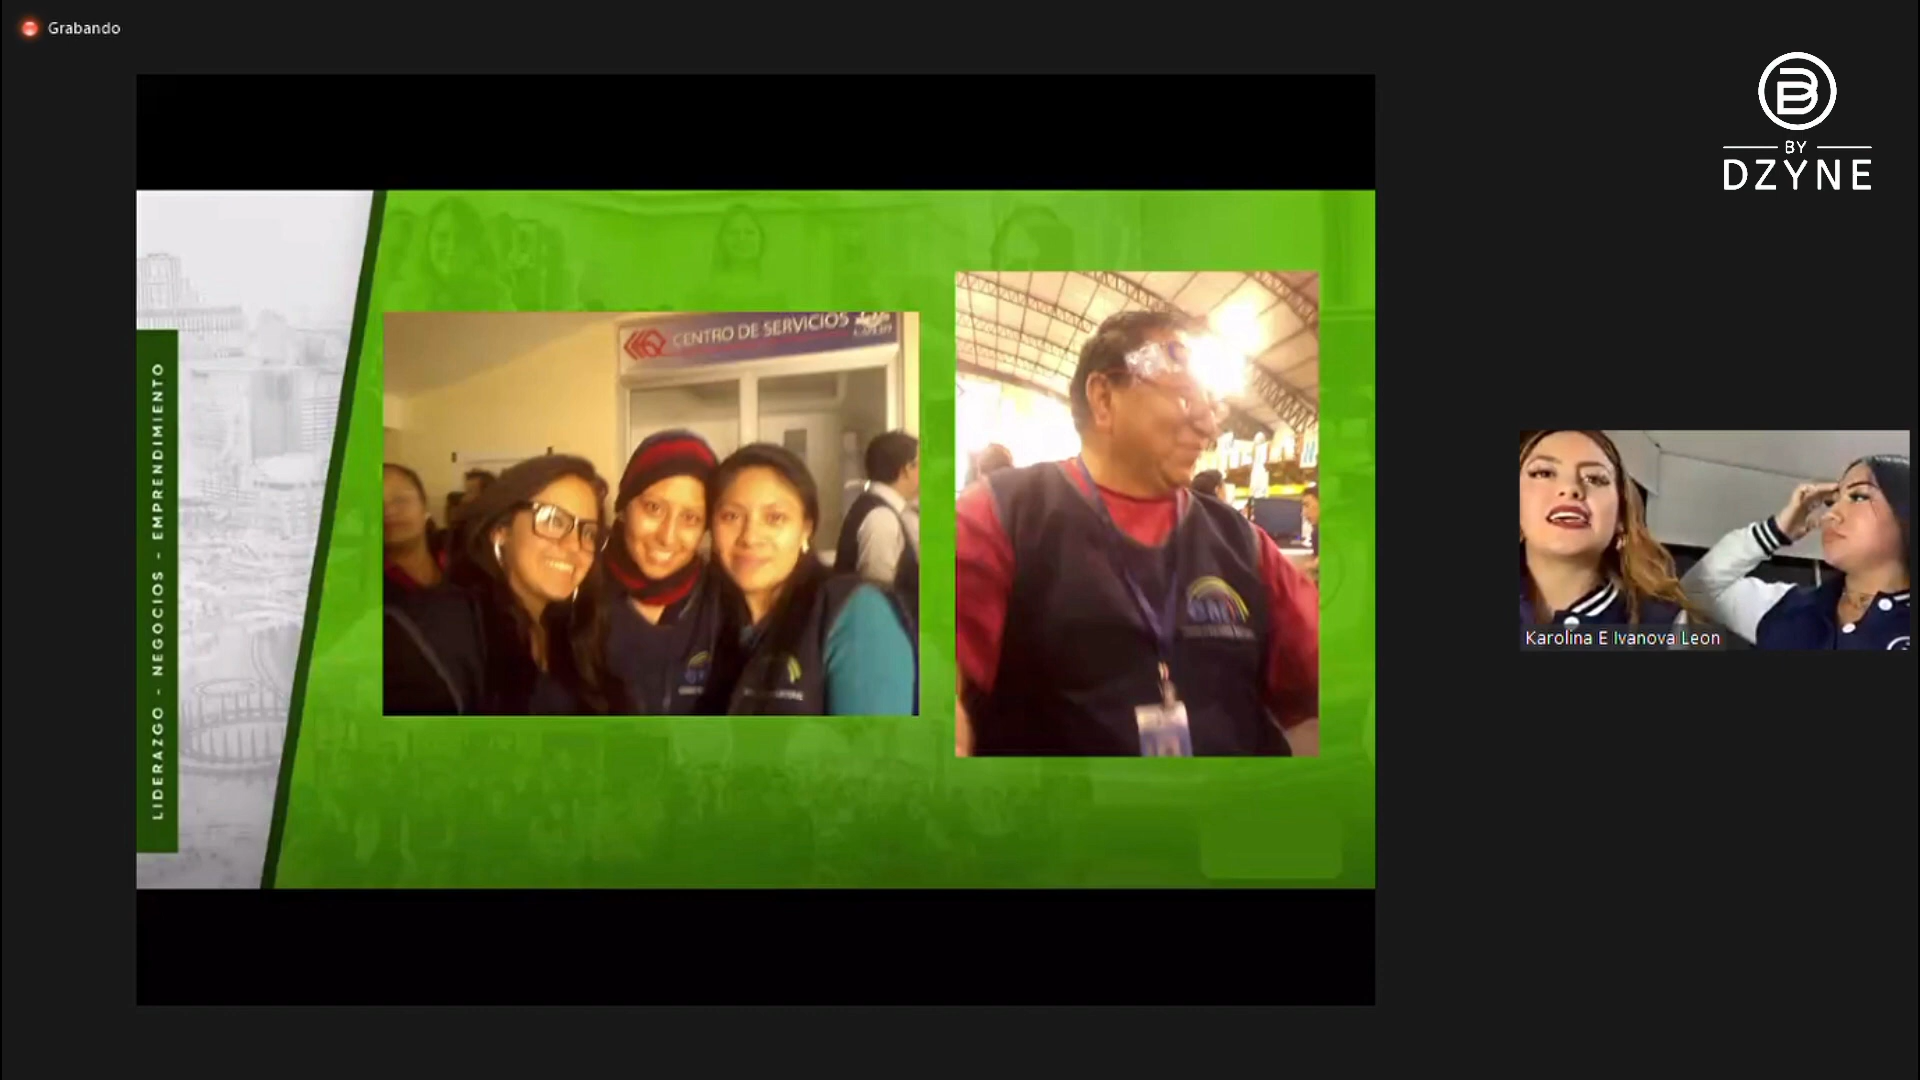 Grabando
BY
DZYNE
LIDERAZGO - NEGOCIOS - EMPRENDIMIENTO
CENTRO DE SERVICIOS
Karolina E Ivanova Leon